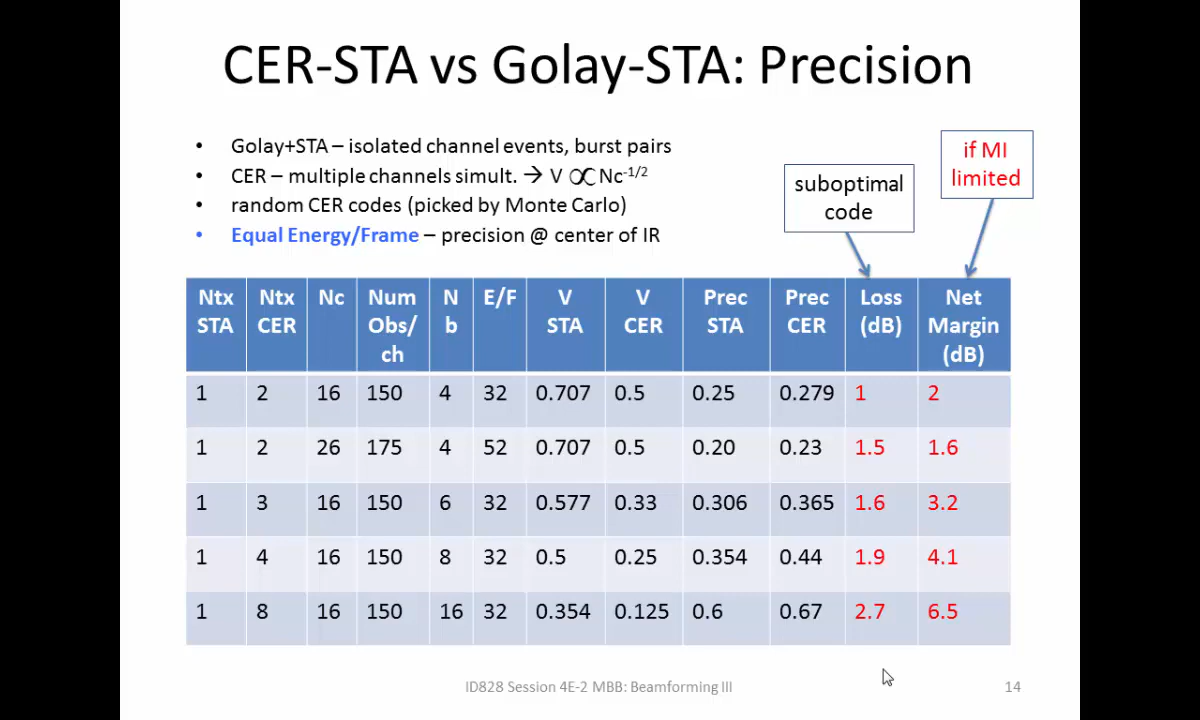 CER-STA vs Golay-STA: Precision
• Golay+STA – isolated channel events, burst pairs
• CER – multiple channels simult. → V ∝ Nc-1/2
• random CER codes (picked by Monte Carlo)
• Equal Energy/Frame – precision @ center of IR
suboptimal
code
if MI
limited
Ntx STA | Ntx CER | Nc | Num Obs/ ch | N b | E/F | V STA | V CER | Prec STA | Prec CER | Loss (dB) | Net Margin (dB)
1 | 2 | 16 | 150 | 4 | 32 | 0.707 | 0.5 | 0.25 | 0.279 | 1 | 2
1 | 2 | 26 | 175 | 4 | 52 | 0.707 | 0.5 | 0.20 | 0.23 | 1.5 | 1.6
1 | 3 | 16 | 150 | 6 | 32 | 0.577 | 0.33 | 0.306 | 0.365 | 1.6 | 3.2
1 | 4 | 16 | 150 | 8 | 32 | 0.5 | 0.25 | 0.354 | 0.44 | 1.9 | 4.1
1 | 8 | 16 | 150 | 16 | 32 | 0.354 | 0.125 | 0.6 | 0.67 | 2.7 | 6.5
ID828 Session 4E-2 MBB: Beamforming III
14